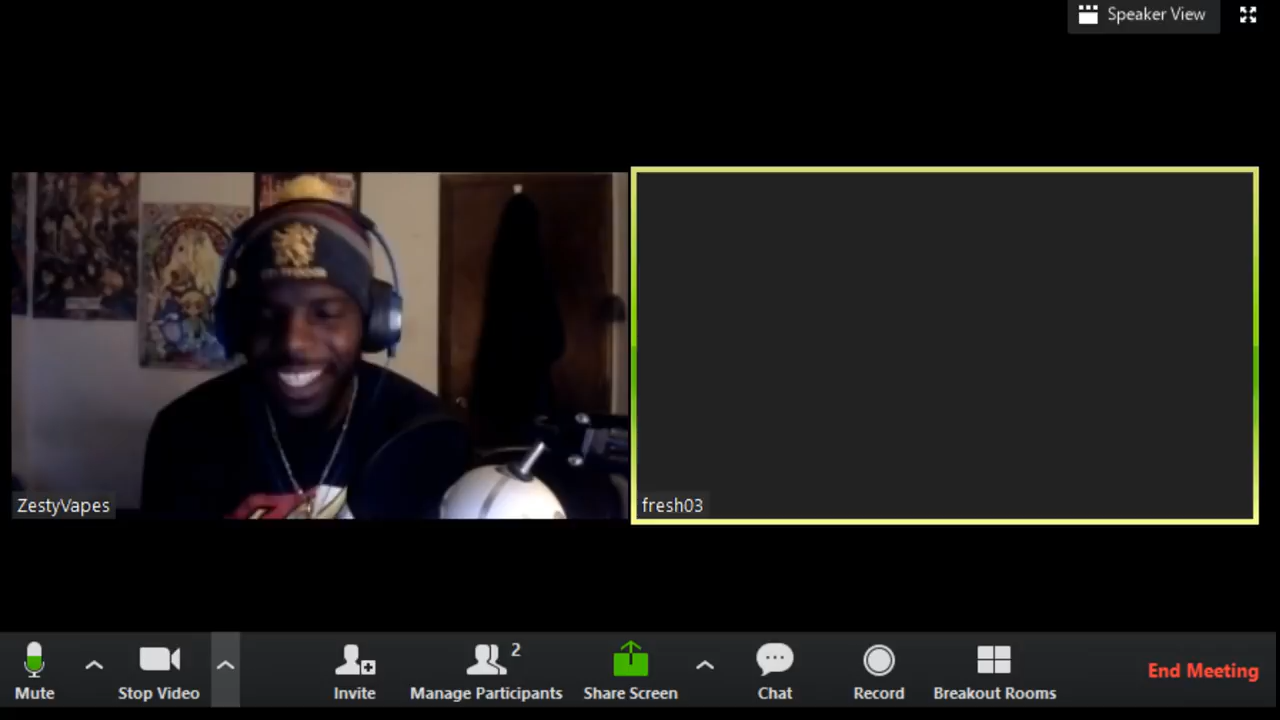 Speaker View
ZestyVapes
fresh03
2
Mute
Stop Video
Invite
Manage Participants
Share Screen
Chat
Record
Breakout Rooms
End Meeting